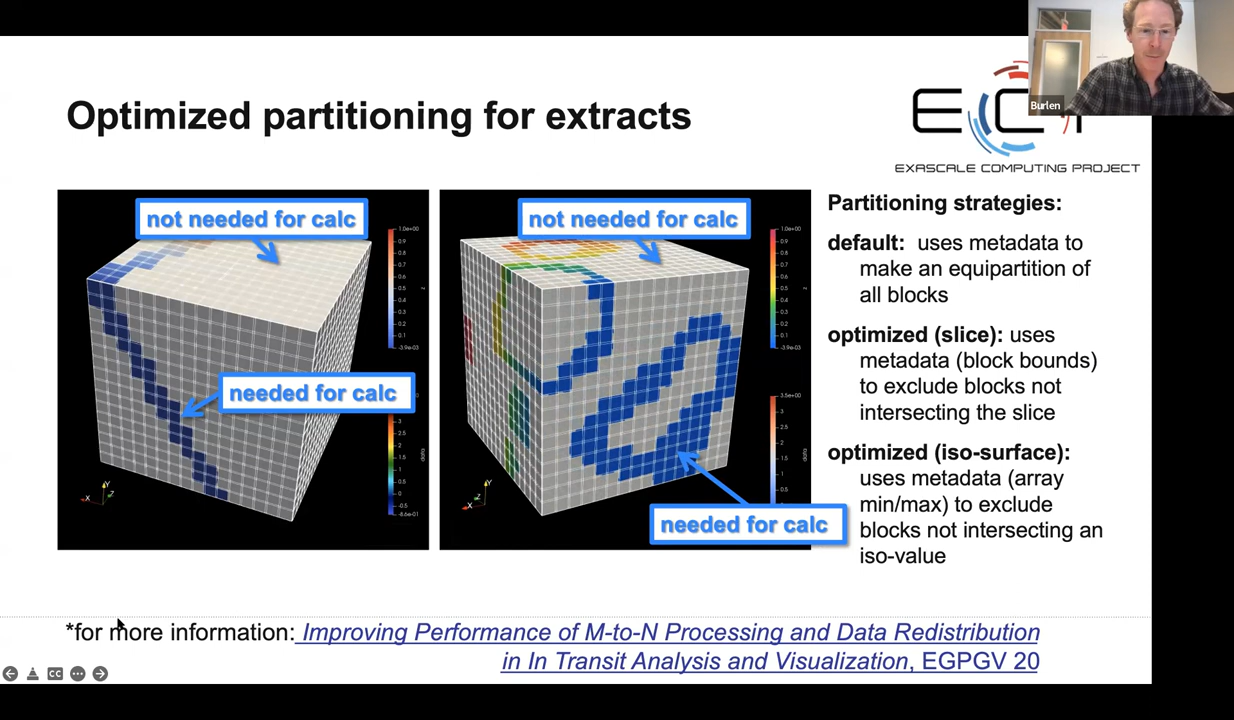 Burlen
Optimized partitioning for extracts
EXASCALE COMPUTING PROJECT
not needed for calc
needed for calc
not needed for calc
needed for calc
Partitioning strategies:
default: uses metadata to
make an equipartition of
all blocks
optimized (slice): uses
metadata (block bounds)
to exclude blocks not
intersecting the slice
optimized (iso-surface):
uses metadata (array
min/max) to exclude
blocks not intersecting an
iso-value
*for more information: Improving Performance of M-to-N Processing and Data Redistribution
in In Transit Analysis and Visualization, EGPGV 20
CC